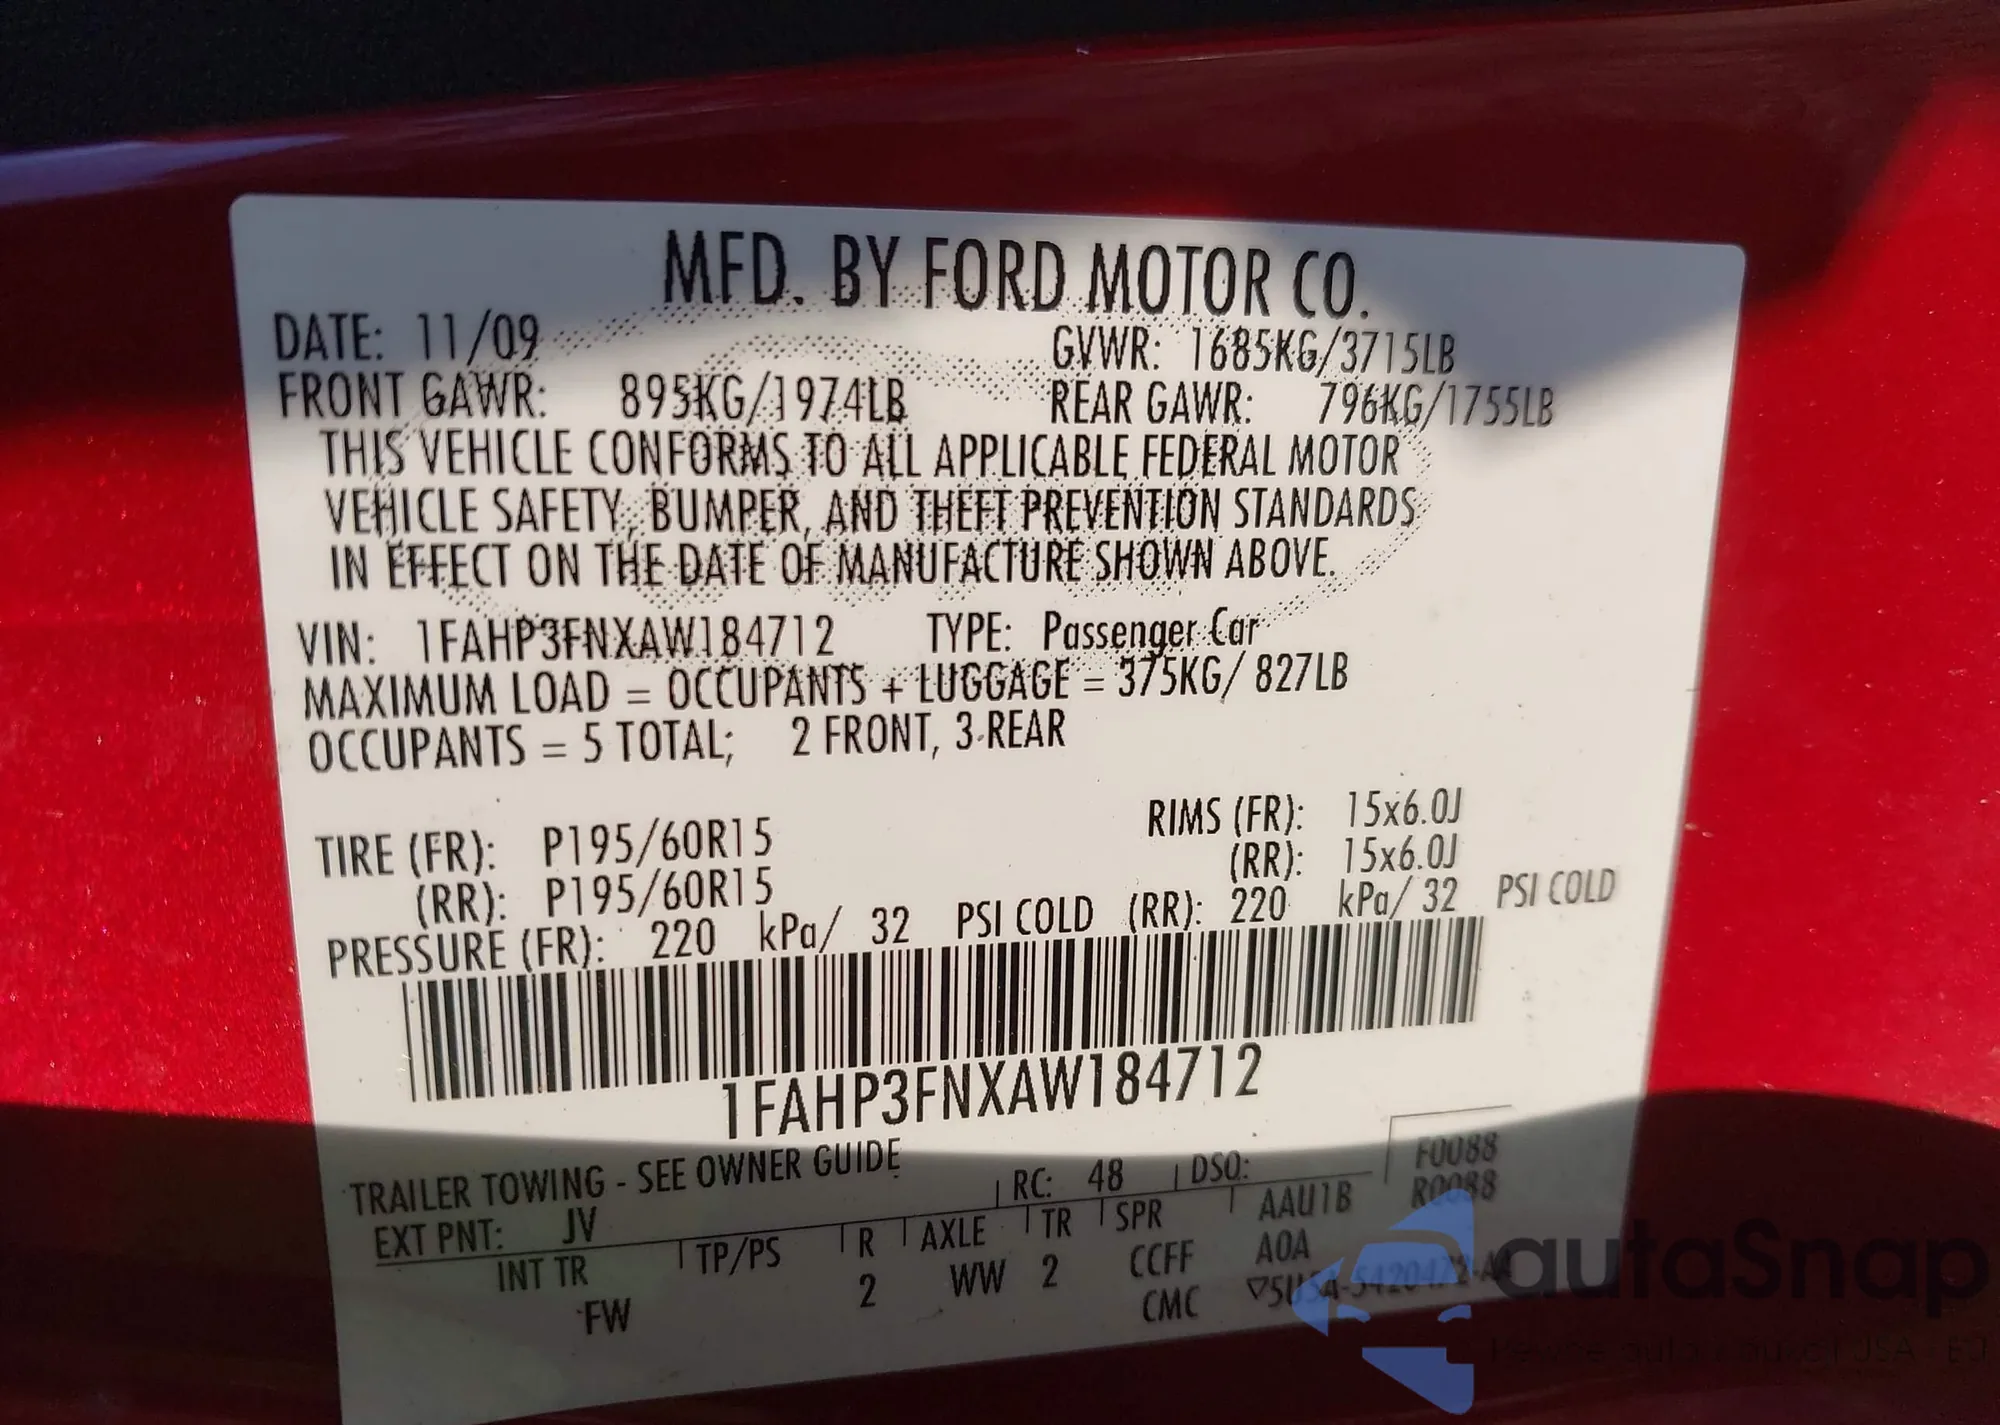 MFD. BY FORD MOTOR CO.
DATE: 11/09 GVWR: 1685KG/3715LB
FRONT GAWR: 895KG/1974LB REAR GAWR: 796KG/1755LB
THIS VEHICLE CONFORMS TO ALL APPLICABLE FEDERAL MOTOR
VEHICLE SAFETY, BUMPER, AND THEFT PREVENTION STANDARDS
IN EFFECT ON THE DATE OF MANUFACTURE SHOWN ABOVE.
VIN: 1FAHP3FNXAW184712 TYPE: Passenger Car
MAXIMUM LOAD = OCCUPANTS + LUGGAGE = 375KG/ 827LB
OCCUPANTS = 5 TOTAL; 2 FRONT, 3 REAR
TIRE (FR): P195/60R15 RIMS (FR): 15x6.0J
(RR): P195/60R15 (RR): 15x6.0J
PRESSURE (FR): 220 kPa/ 32 PSI COLD (RR): 220 kPa/ 32 PSI COLD
1FAHP3FNXAW184712
TRAILER TOWING - SEE OWNER GUIDE RC: 48 DSO: F0088
EXT PNT: JV R0088
INT TR TP/PS R AXLE TR SPR AAU1B
FW 2 WW 2 CCFF A0A
CMC ▽5U5A-5420472-AA
autaSnap